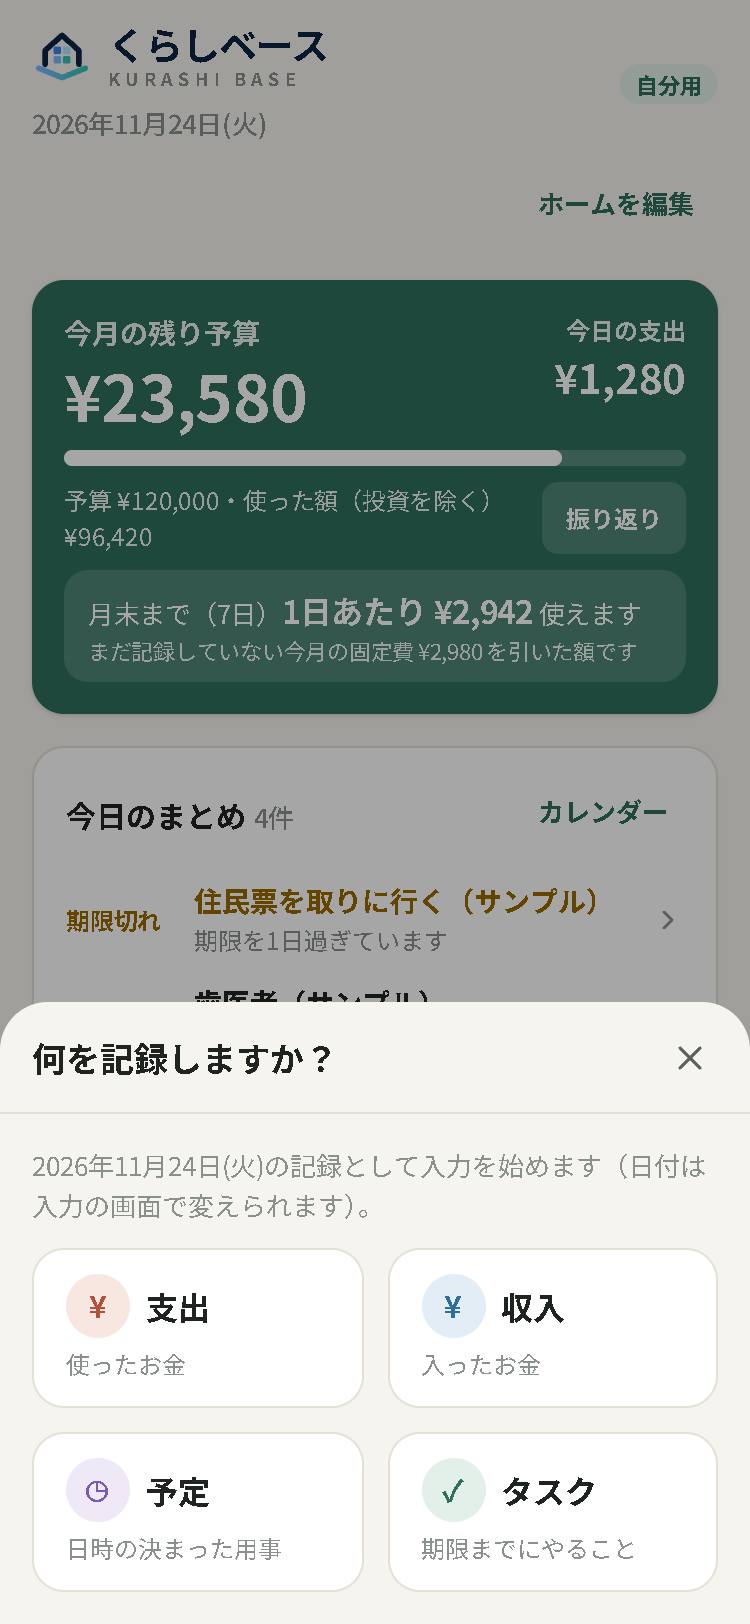 くらしベース
KURASHI BASE
自分用
2026年11月24日(火)
ホームを編集
今月の残り予算
今日の支出
¥23,580
¥1,280
予算 ¥120,000・使った額（投資を除く）
¥96,420
振り返り
月末まで（7日）1日あたり ¥2,942 使えます
まだ記録していない今月の固定費 ¥2,980 を引いた額です
今日のまとめ 4件
カレンダー
期限切れ
住民票を取りに行く（サンプル）
期限を1日過ぎています
歯医者（サンプル）
何を記録しますか？
2026年11月24日(火)の記録として入力を始めます（日付は
入力の画面で変えられます）。
¥ 支出
使ったお金
¥ 収入
入ったお金
予定
日時の決まった用事
✓ タスク
期限までにやること